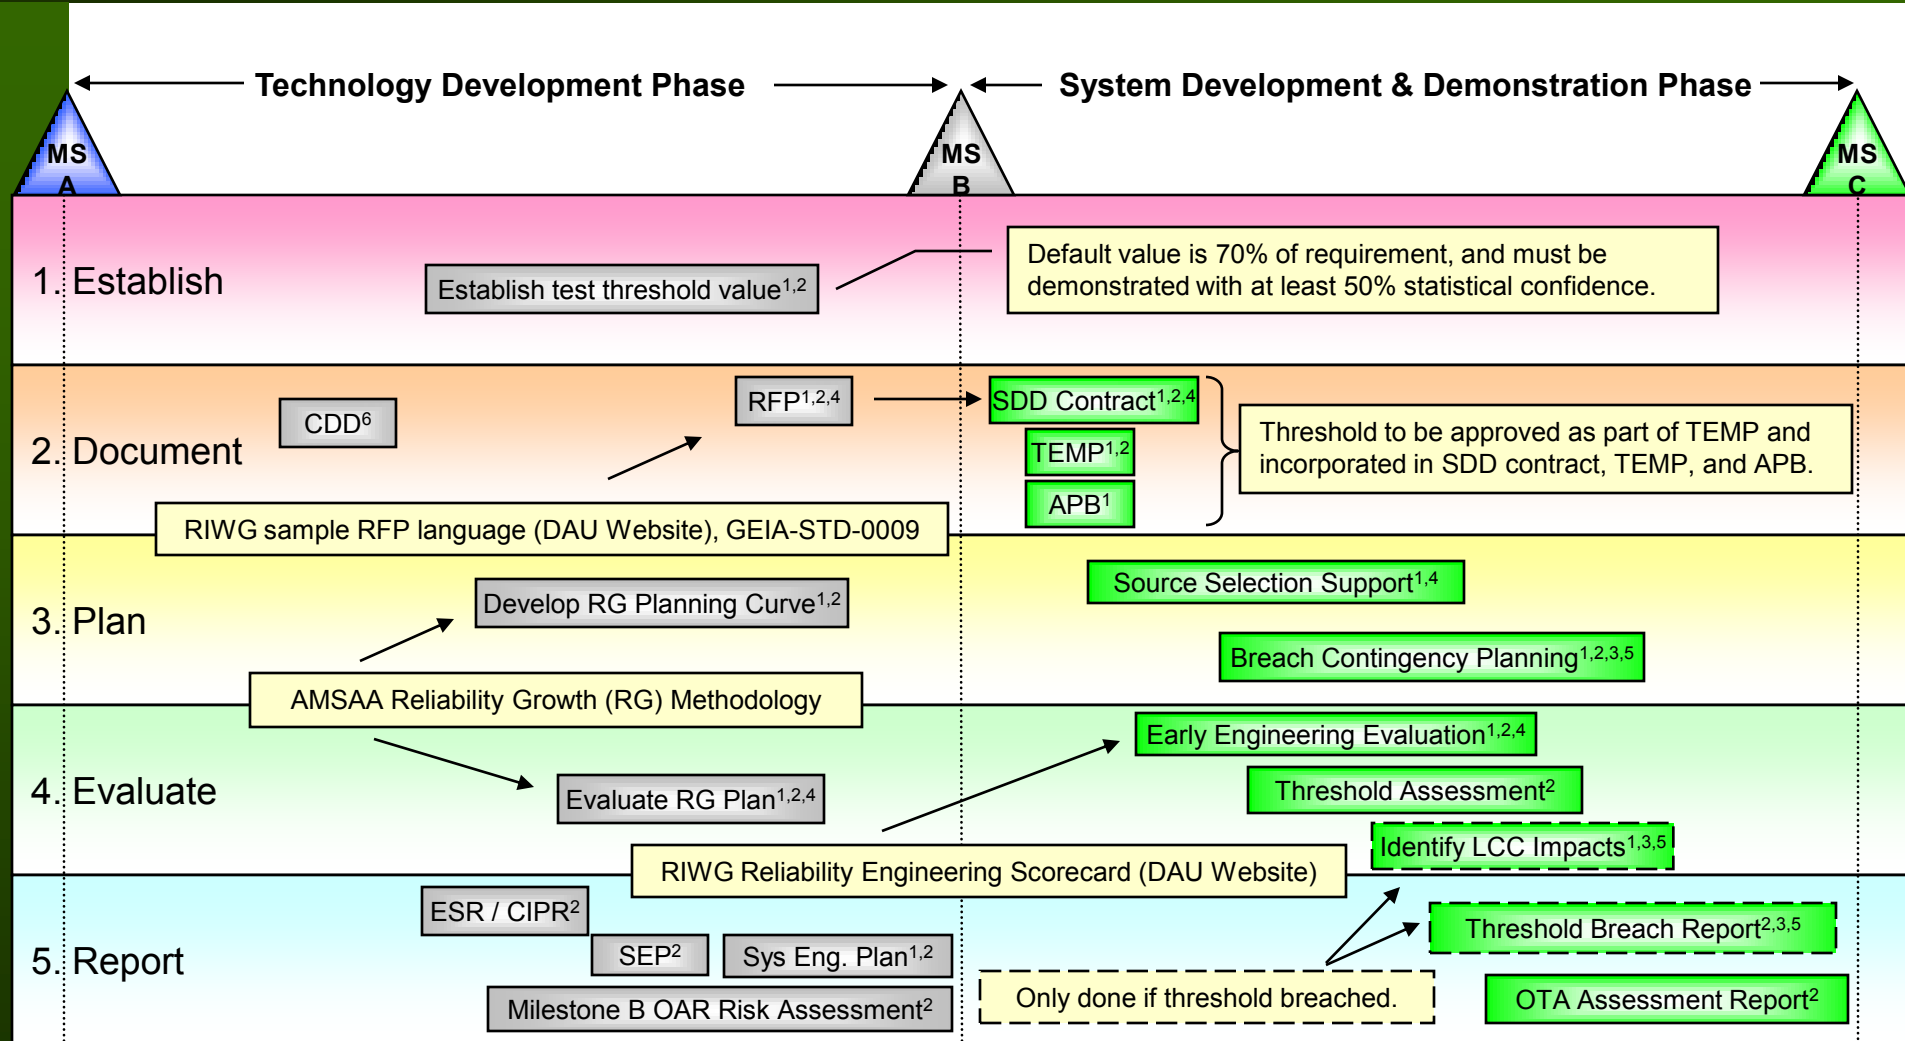 Technology Development Phase
System Development & Demonstration Phase
MS
A
MS
B
MS
C
1. Establish
Establish test threshold value1,2
Default value is 70% of requirement, and must be
demonstrated with at least 50% statistical confidence.
2. Document
CDD6
RFP1,2,4
SDD Contract1,2,4
TEMP1,2
APB1
Threshold to be approved as part of TEMP and
incorporated in SDD contract, TEMP, and APB.
RIWG sample RFP language (DAU Website), GEIA-STD-0009
3. Plan
Develop RG Planning Curve1,2
Source Selection Support1,4
Breach Contingency Planning1,2,3,5
AMSAA Reliability Growth (RG) Methodology
4. Evaluate
Evaluate RG Plan1,2,4
Early Engineering Evaluation1,2,4
Threshold Assessment2
Identify LCC Impacts1,3,5
RIWG Reliability Engineering Scorecard (DAU Website)
5. Report
ESR / CIPR2
SEP2
Sys Eng. Plan1,2
Milestone B OAR Risk Assessment2
Only done if threshold breached.
Threshold Breach Report2,3,5
OTA Assessment Report2